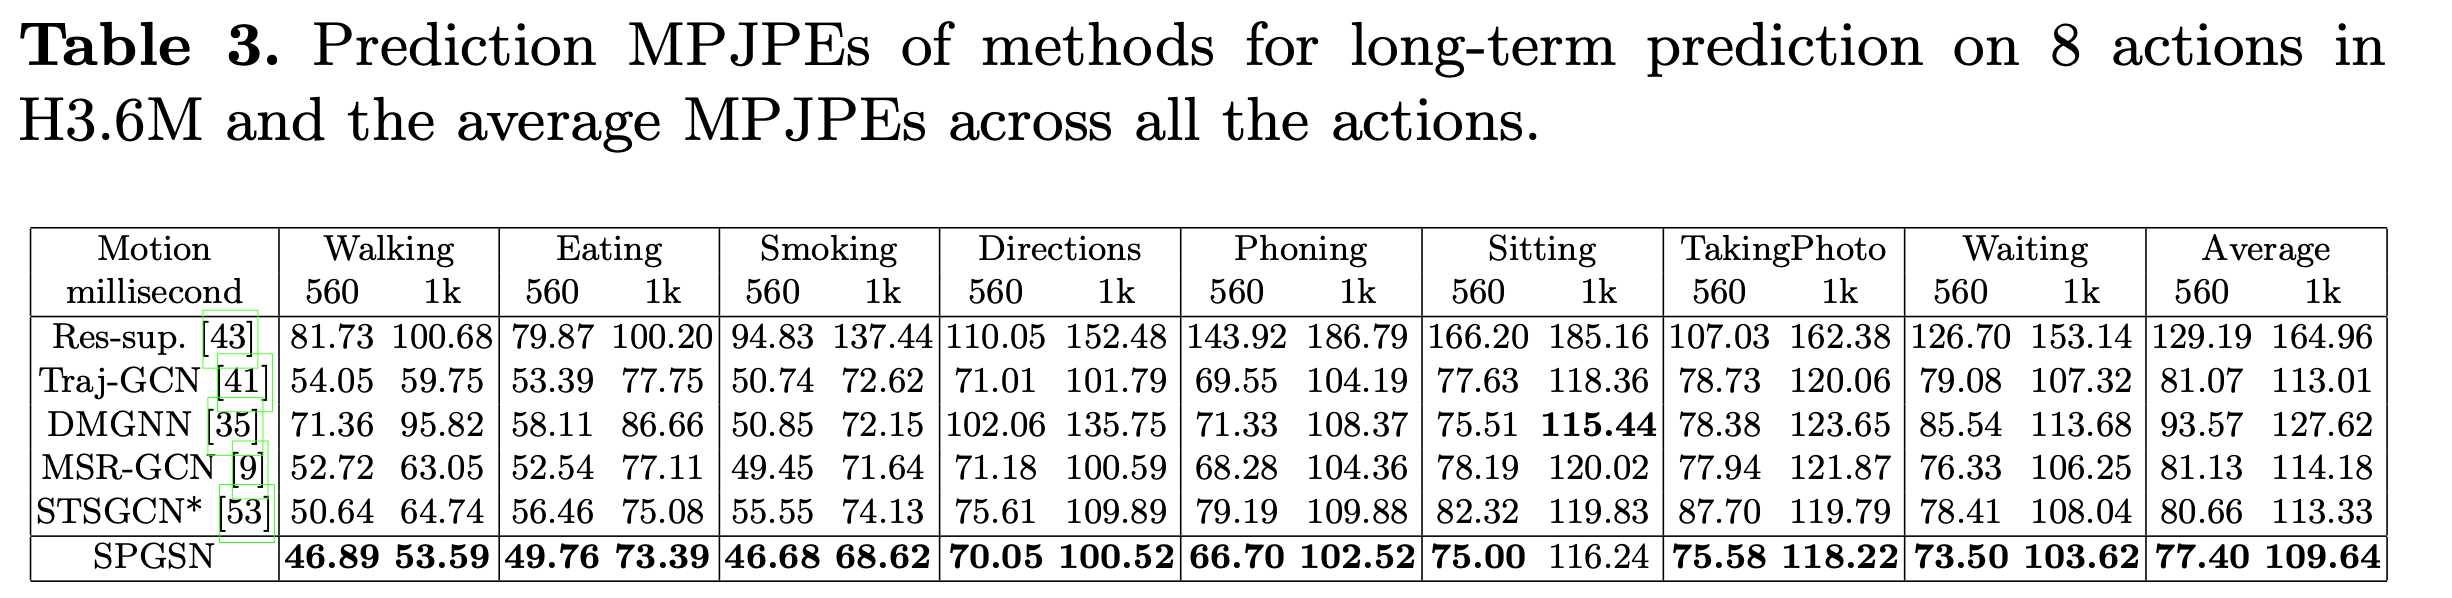 Table 3. Prediction MPJPEs of methods for long-term prediction on 8 actions in
H3.6M and the average MPJPEs across all the actions.
Motion Walking Eating Smoking Directions Phoning Sitting TakingPhoto Waiting Average
millisecond 560 1k 560 1k 560 1k 560 1k 560 1k 560 1k 560 1k 560 1k 560 1k
Res-sup. [43] 81.73 100.68 79.87 100.20 94.83 137.44 110.05 152.48 143.92 186.79 166.20 185.16 107.03 162.38 126.70 153.14 129.19 164.96
Traj-GCN [41] 54.05 59.75 53.39 77.75 50.74 72.62 71.01 101.79 69.55 104.19 77.63 118.36 78.73 120.06 79.08 107.32 81.07 113.01
DMGNN [35] 71.36 95.82 58.11 86.66 50.85 72.15 102.06 135.75 71.33 108.37 75.51 115.44 78.38 123.65 85.54 113.68 93.57 127.62
MSR-GCN [9] 52.72 63.05 52.54 77.11 49.45 71.64 71.18 100.59 68.28 104.36 78.19 120.02 77.94 121.87 76.33 106.25 81.13 114.18
STSGCN* [53] 50.64 64.74 56.46 75.08 55.55 74.13 75.61 109.89 79.19 109.88 82.32 119.83 87.70 119.79 78.41 108.04 80.66 113.33
SPGSN 46.89 53.59 49.76 73.39 46.68 68.62 70.05 100.52 66.70 102.52 75.00 116.24 75.58 118.22 73.50 103.62 77.40 109.64